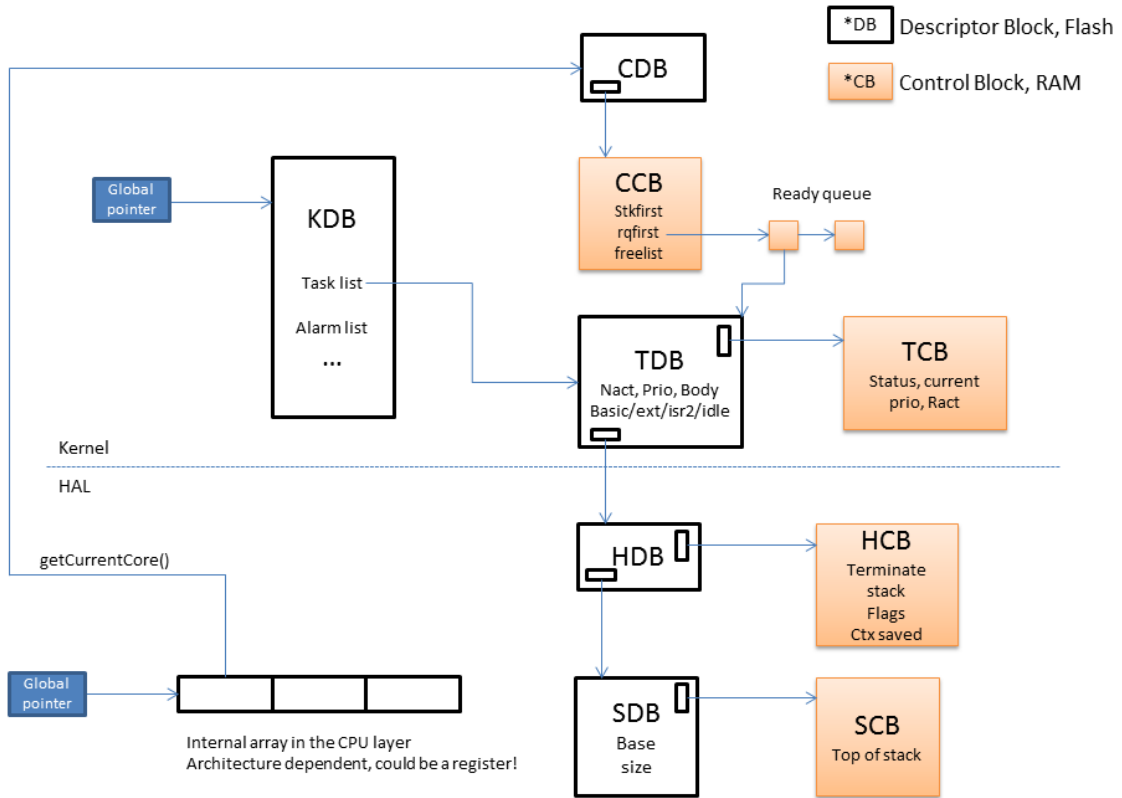 *DB
Descriptor Block, Flash
*CB
Control Block, RAM
CDB
CCB
Stkfirst
rqfirst
freelist
Ready queue
Global
pointer
KDB
Task list
Alarm list
...
TDB
Nact, Prio, Body
Basic/ext/isr2/idle
TCB
Status, current
prio, Ract
Kernel
HAL
getCurrentCore()
HDB
HCB
Terminate
stack
Flags
Ctx saved
Global
pointer
Internal array in the CPU layer
Architecture dependent, could be a register!
SDB
Base
size
SCB
Top of stack